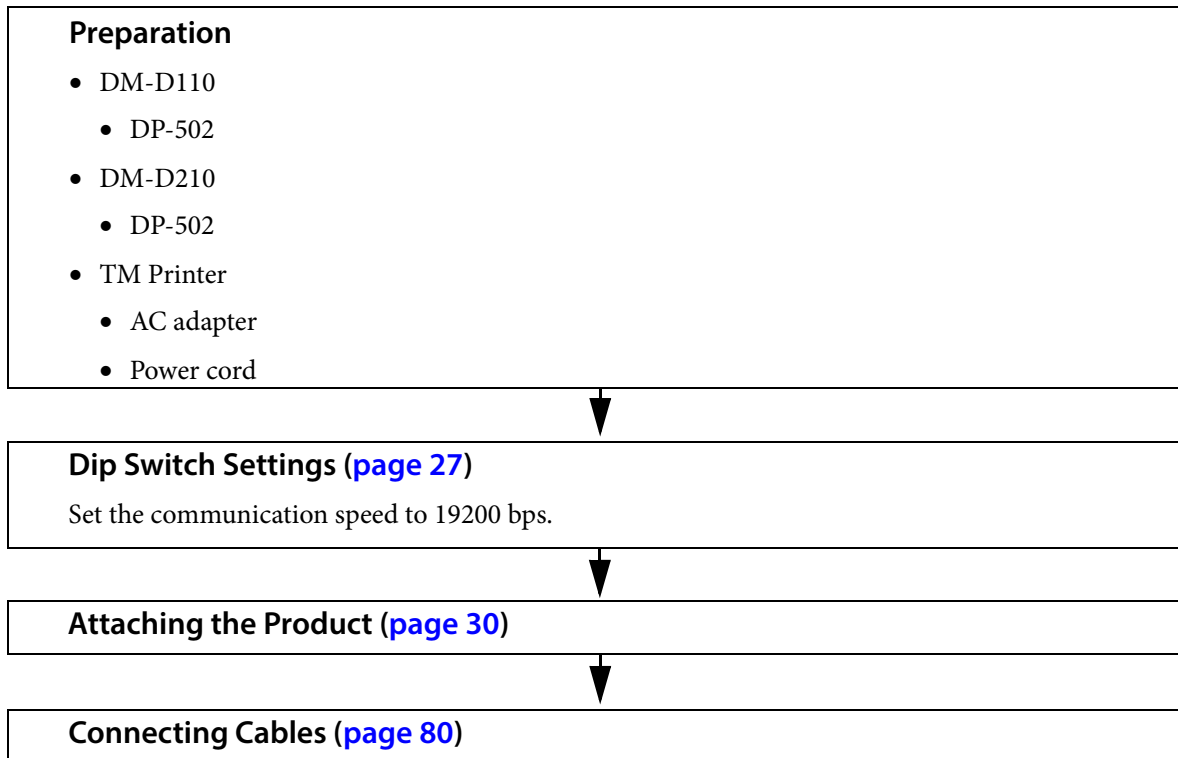 Preparation
• DM-D110
• DP-502
• DM-D210
• DP-502
• TM Printer
• AC adapter
• Power cord
Dip Switch Settings (page 27)
Set the communication speed to 19200 bps.
Attaching the Product (page 30)
Connecting Cables (page 80)